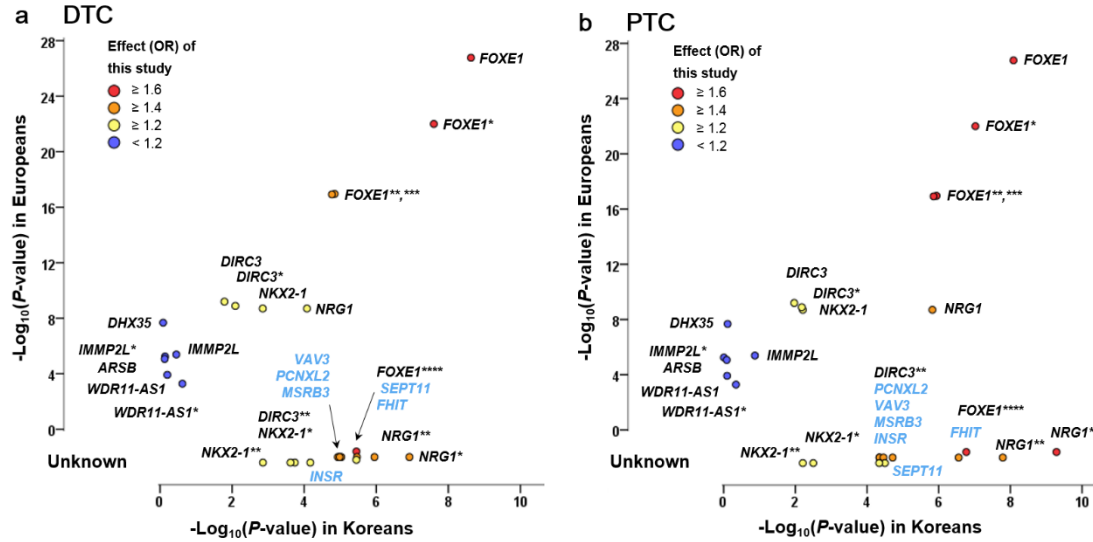 a DTC
-Log10(P-value) in Europeans
28
24
20
16
12
8
4
0
Unknown
Effect (OR) of
this study
≥ 1.6
≥ 1.4
≥ 1.2
< 1.2
FOXE1
FOXE1*
FOXE1**,***
DIRC3
DIRC3*
NKX2-1
NRG1
DHX35
IMMP2L*
IMMP2L
ARSB
WDR11-AS1
WDR11-AS1*
VAV3
PCNXL2
MSRB3
FOXE1****
SEPT11
FHIT
DIRC3**
NKX2-1*
NRG1**
NKX2-1**
NRG1*
INSR
0 2 4 6 8 10
-Log10(P-value) in Koreans
b PTC
-Log10(P-value) in Europeans
28
24
20
16
12
8
4
0
Unknown
Effect (OR) of
this study
≥ 1.6
≥ 1.4
≥ 1.2
< 1.2
FOXE1
FOXE1*
FOXE1**,***
DIRC3
DIRC3*
NKX2-1
NRG1
DHX35
IMMP2L*
IMMP2L
ARSB
WDR11-AS1
WDR11-AS1*
DIRC3**
PCNXL2
VAV3
MSRB3
INSR
FOXE1****
FHIT
NKX2-1*
NRG1**
NRG1*
NKX2-1**
SEPT11
0 2 4 6 8 10
-Log10(P-value) in Koreans